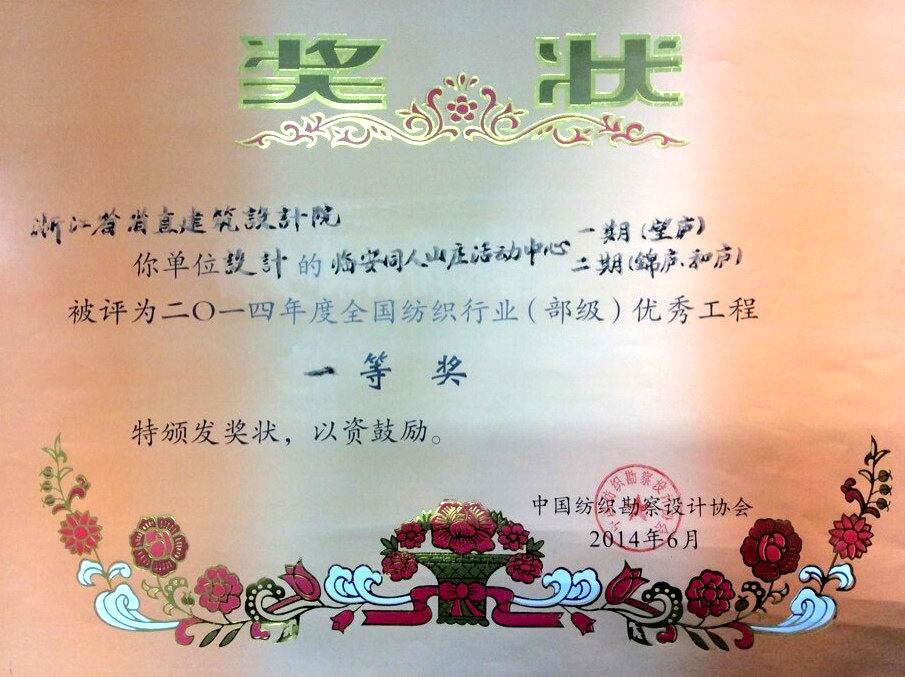 奖状
浙江省省直建筑設計院
你单位設計的临安同人山庄活动中心一期(望庐)
二期(錦庐、和庐)
被评为二〇一四年度全国纺织行业(部级)优秀工程
一等奖
特颁发奖状，以资鼓励。
中国纺织勘察设计协会
2014年6月